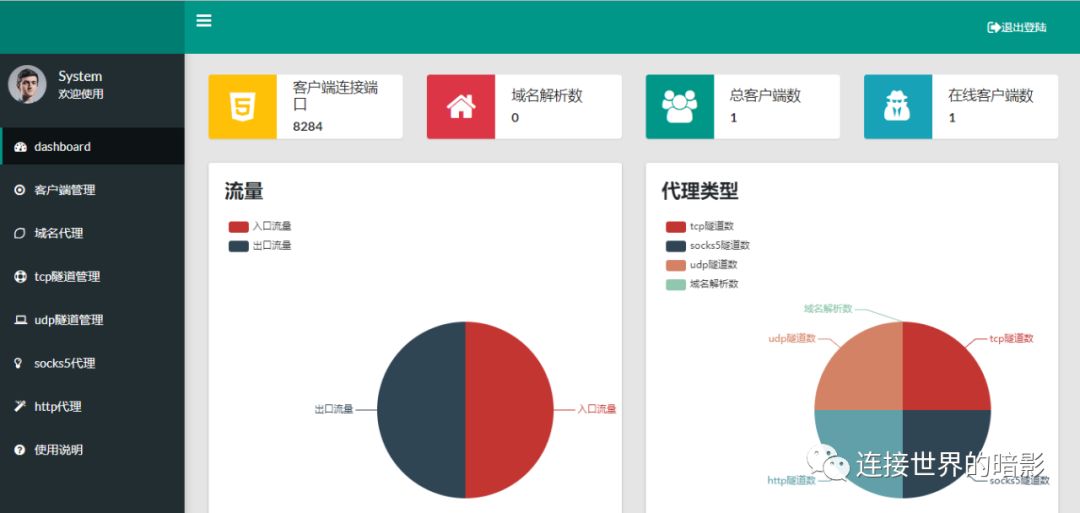 退出登陆
System
欢迎使用
dashboard
客户端管理
域名代理
tcp隧道管理
udp隧道管理
socks5代理
http代理
使用说明
客户端连接端
口
8284
域名解析数
0
总客户端数
1
在线客户端数
1
流量
入口流量
出口流量
出口流量
入口流量
代理类型
tcp隧道数
socks5隧道数
udp隧道数
域名解析数
域名解析数
udp隧道数
tcp隧道数
http隧道数
socks5隧道数
连接世界的暗影